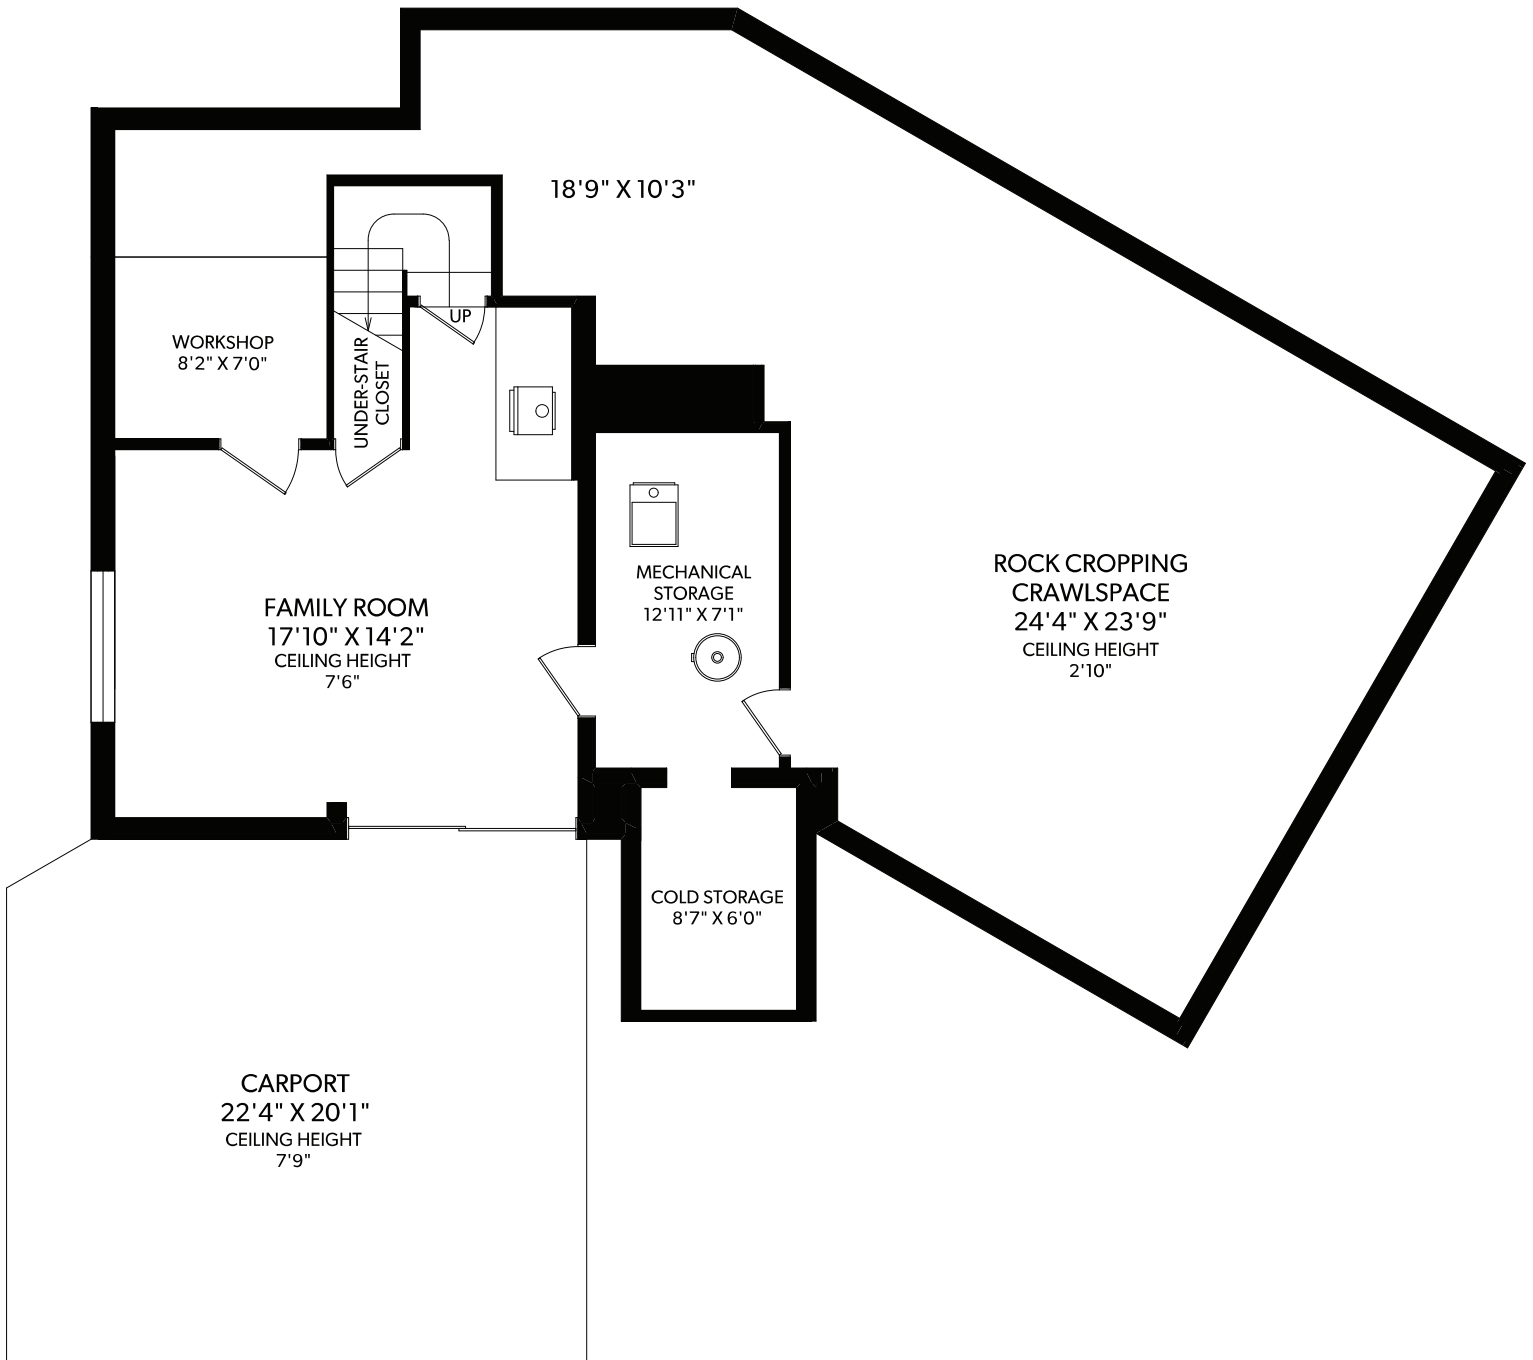 18'9" X 10'3"
UP
WORKSHOP
8'2" X 7'0"
UNDER-STAIR
CLOSET
MECHANICAL
STORAGE
12'11" X 7'1"
FAMILY ROOM
17'10" X 14'2"
CEILING HEIGHT
7'6"
ROCK CROPPING
CRAWLSPACE
24'4" X 23'9"
CEILING HEIGHT
2'10"
COLD STORAGE
8'7" X 6'0"
CARPORT
22'4" X 20'1"
CEILING HEIGHT
7'9"